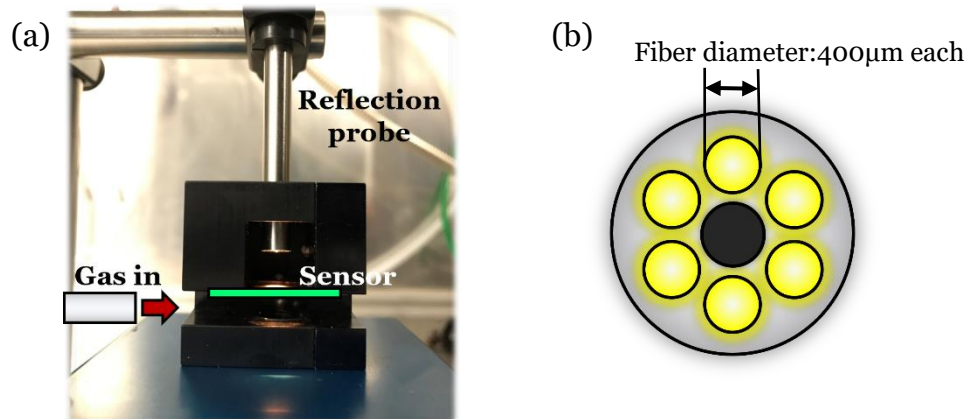 (a)
Reflection
probe
Gas in
Sensor
(b)
Fiber diameter:400μm each